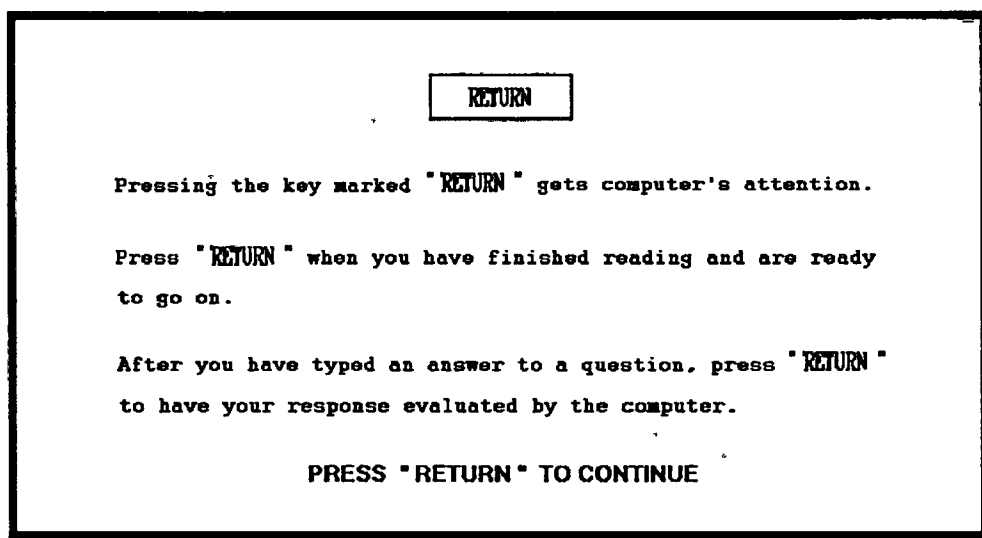 RETURN
Pressing the key marked "RETURN" gets computer's attention.
Press "RETURN" when you have finished reading and are ready
to go on.
After you have typed an answer to a question, press "RETURN"
to have your response evaluated by the computer.
PRESS "RETURN" TO CONTINUE